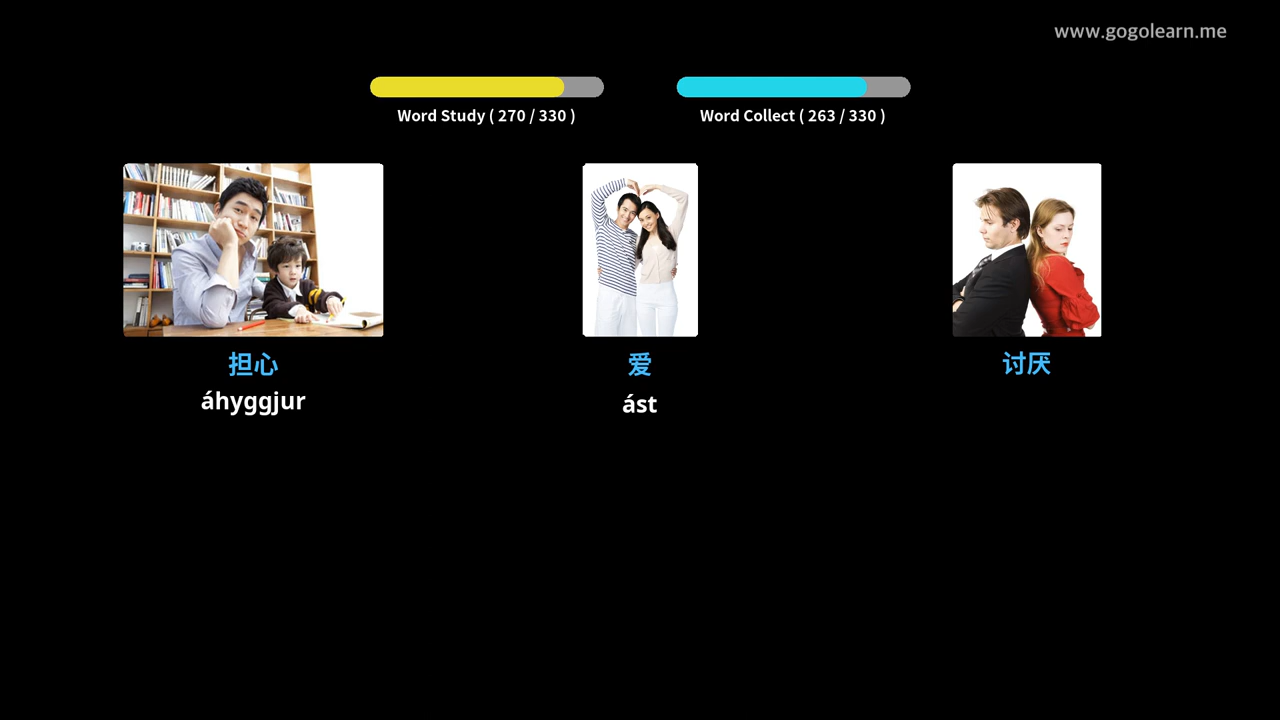 www.gogolearn.me
Word Study ( 270 / 330 )
Word Collect ( 263 / 330 )
担心
爱
讨厌
áhyggjur
ást